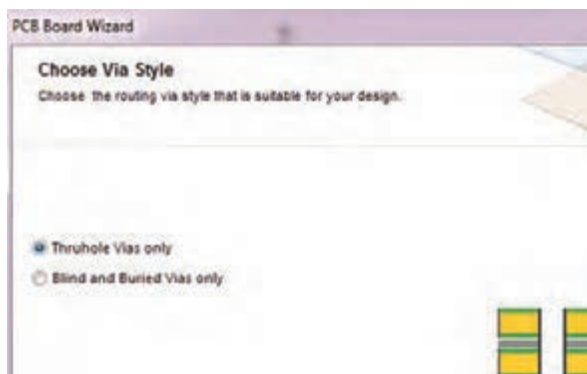 PCB Board Wizard
Choose Via Style
Choose the routing via style that is suitable for your design.
Thruhole Vias only
Blind and Buried Vias only